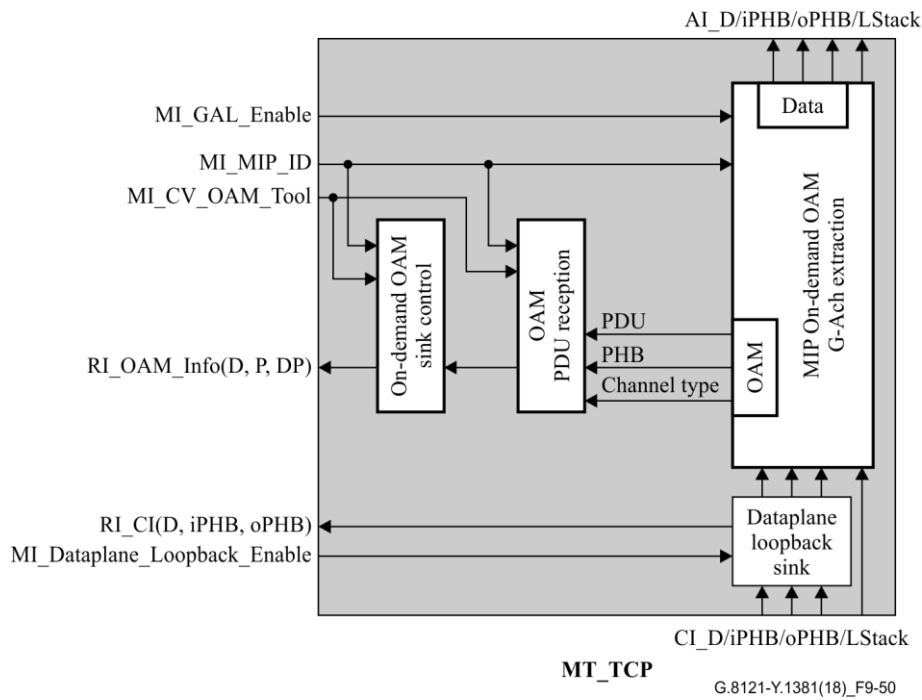 AI_D/iPHB/oPHB/LStack
Data
MI_GAL_Enable
MI_MIP_ID
MI_CV_OAM_Tool
On-demand OAM
sink control
OAM
PDU reception
MIP On-demand OAM
G-Ach extraction
PDU
PHB
Channel type
OAM
RI_OAM_Info(D, P, DP)
RI_CI(D, iPHB, oPHB)
MI_Dataplane_Loopback_Enable
Dataplane
loopback
sink
CI_D/iPHB/oPHB/LStack
MT_TCP
G.8121-Y.1381(18)_F9-50